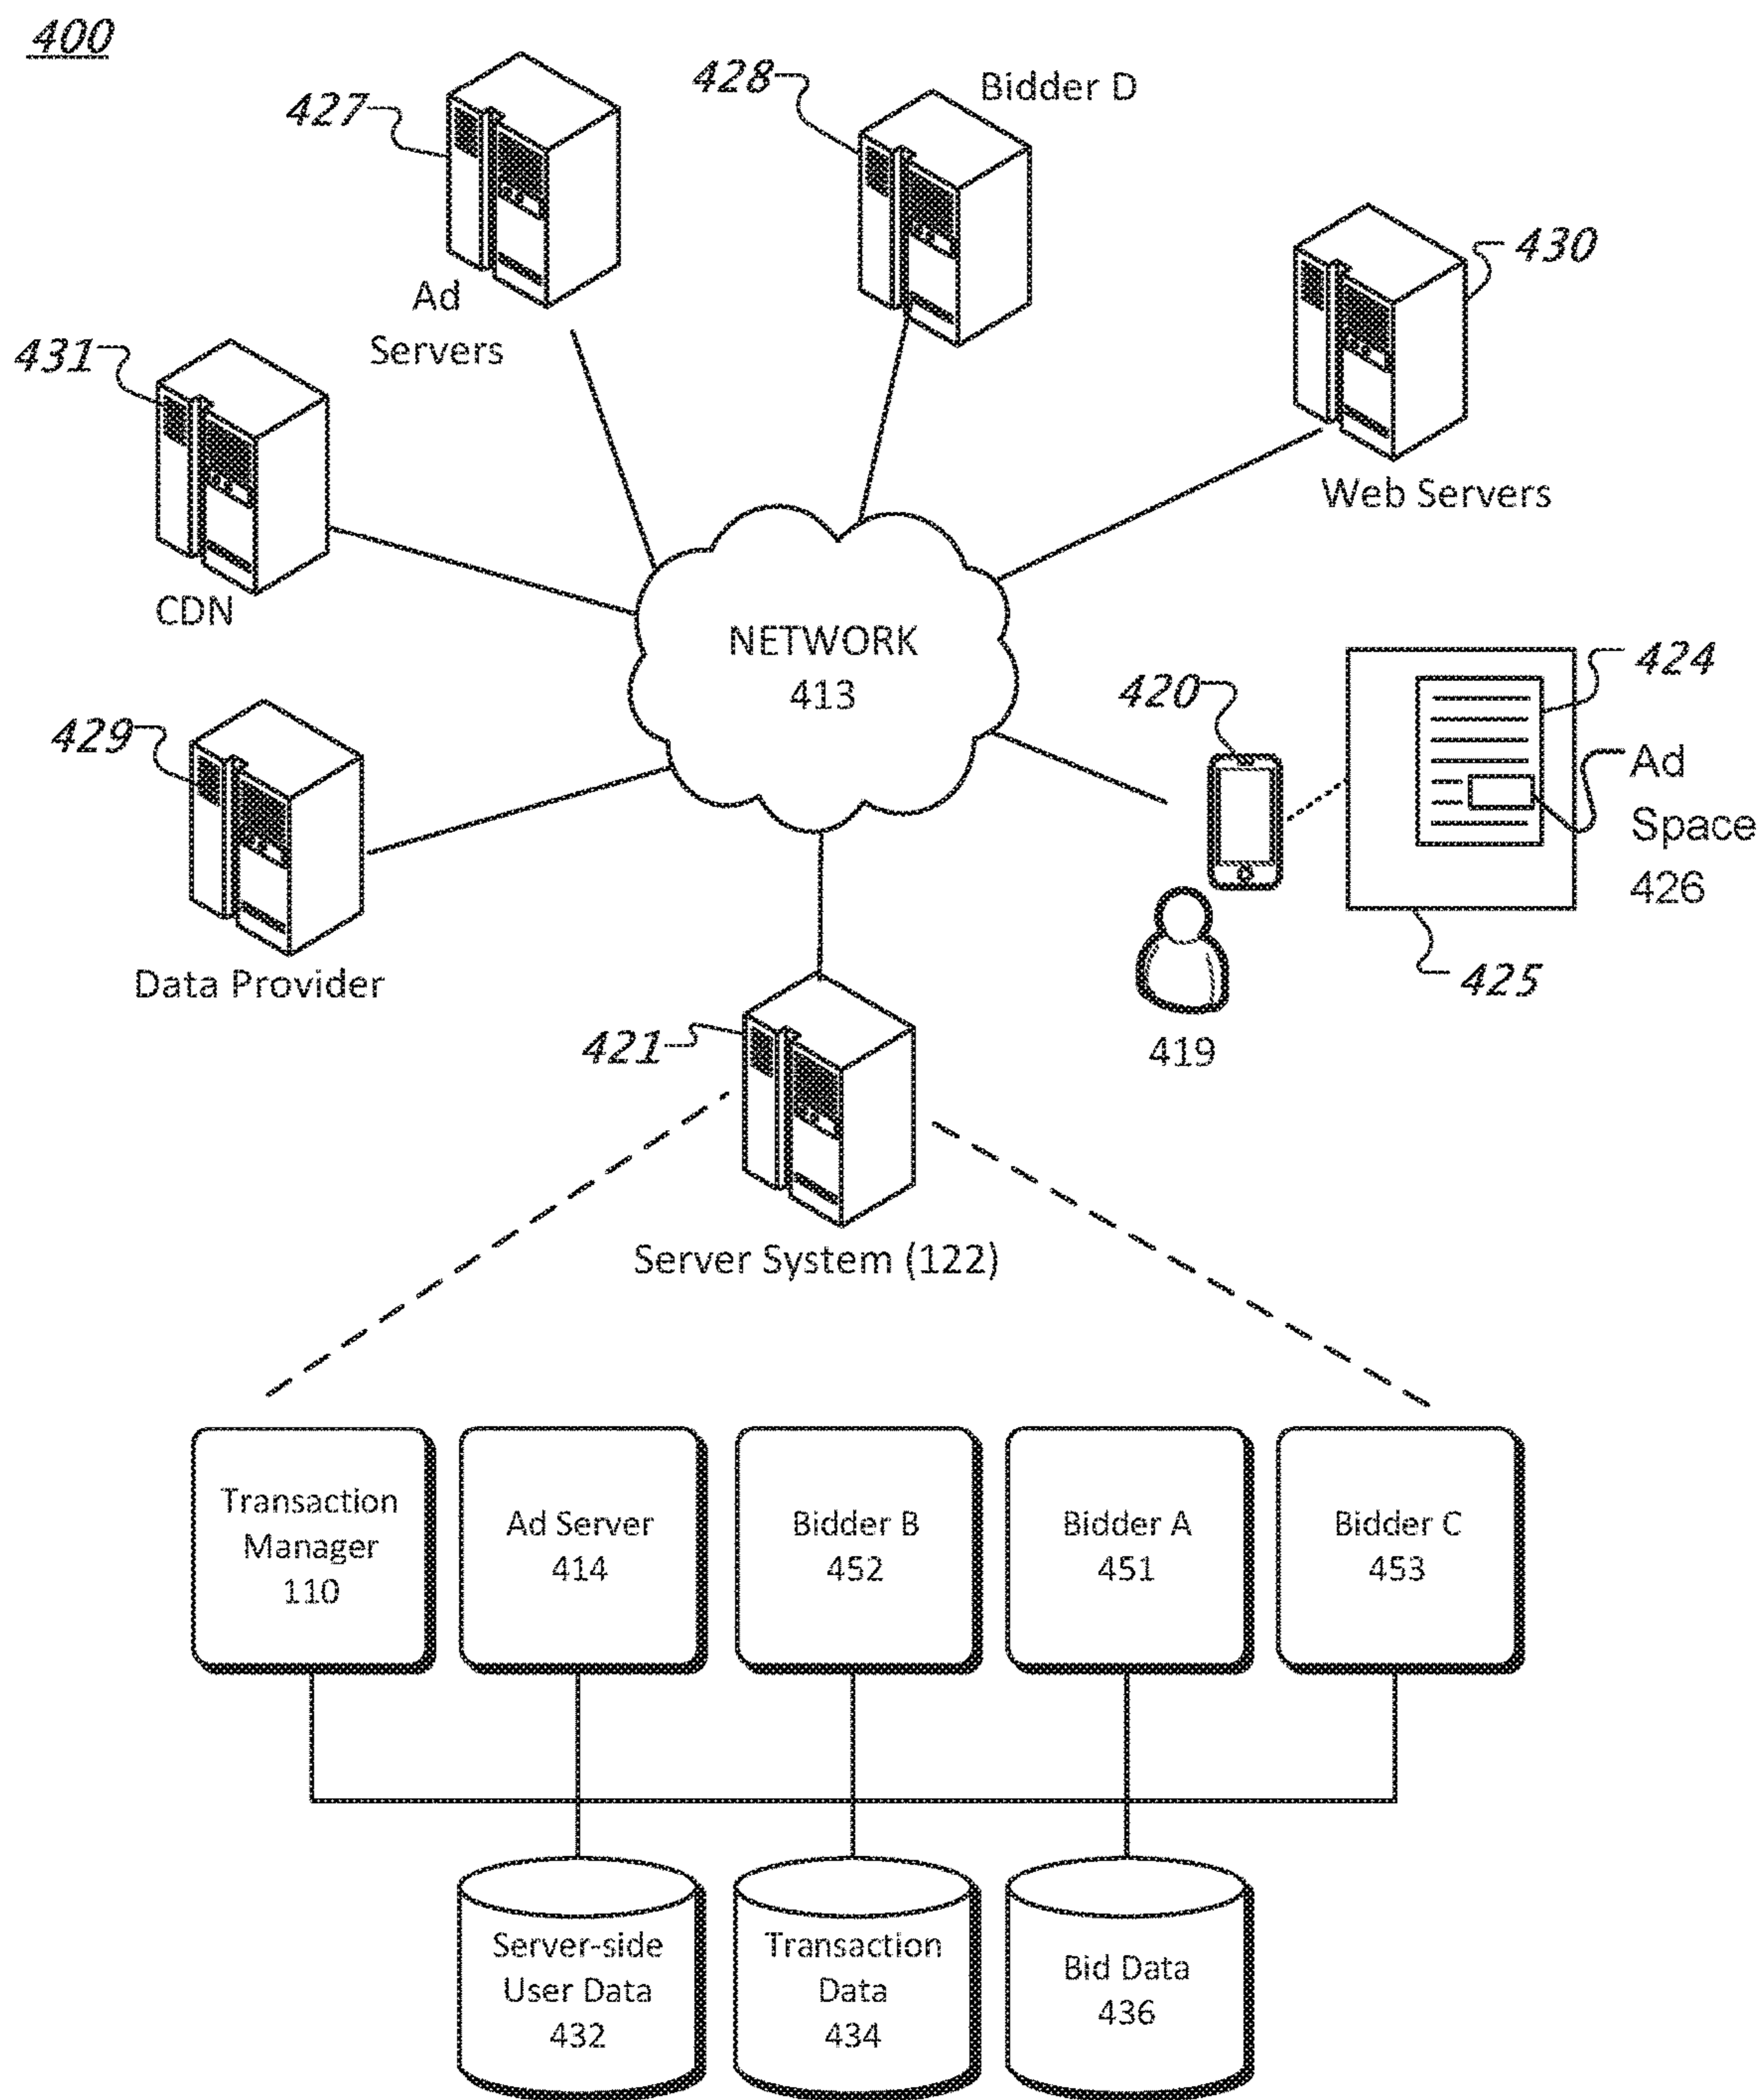 400
427
428
Bidder D
430
Ad
Servers
431
Web Servers
CDN
NETWORK
413
420
424
Ad
Space
426
429
425
Data Provider
421
419
Server System (122)
Transaction
Manager
110
Ad Server
414
Bidder B
452
Bidder A
451
Bidder C
453
Server-side
User Data
432
Transaction
Data
434
Bid Data
436